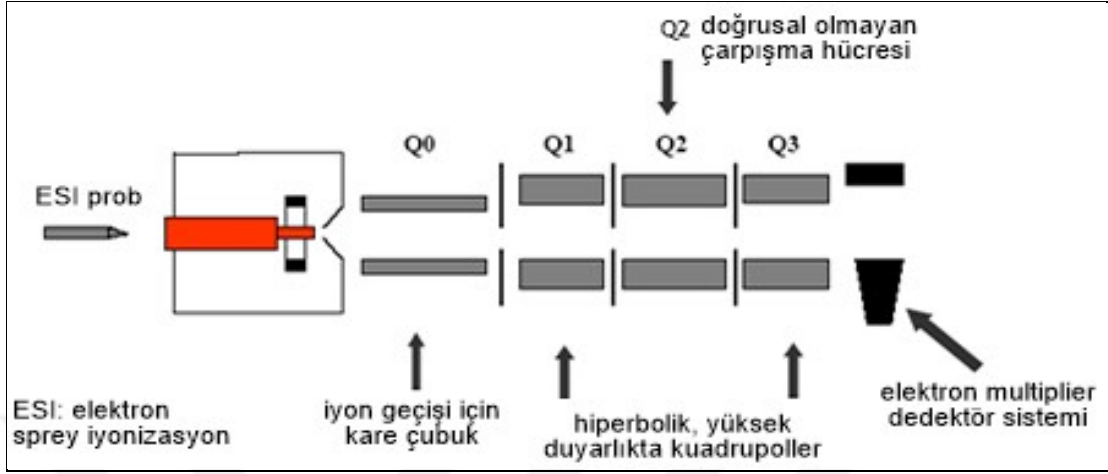 Q2 doğrusal olmayan
çarpışma hücresi
Q0
Q1
Q2
Q3
ESI prob
ESI: elektron
sprey iyonizasyon
iyon geçişi için
kare çubuk
hiperbolik, yüksek
duyarlıkta kuadrupoller
elektron multiplier
dedektör sistemi